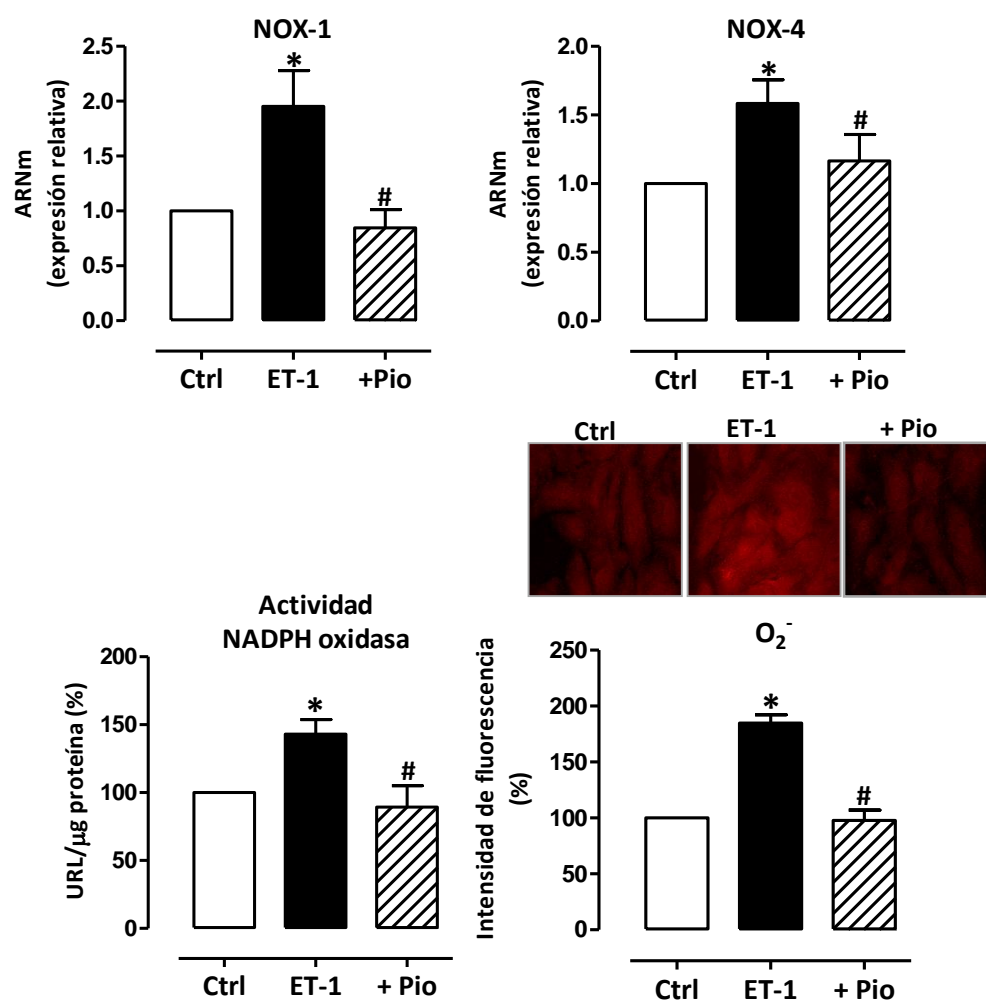 NOX-1
ARNm
(expresión relativa)
2.5
2.0
1.5
1.0
0.5
0.0
*
#
Ctrl ET-1 +Pio
NOX-4
ARNm
(expresión relativa)
2.0
1.5
1.0
0.5
0.0
*
#
Ctrl ET-1 + Pio
Ctrl ET-1 + Pio
Actividad
NADPH oxidasa
URL/µg proteína (%)
200
150
100
50
0
*
#
Ctrl ET-1 + Pio
O₂⁻
Intensidad de fluorescencia
(%)
250
200
150
100
50
0
*
#
Ctrl ET-1 + Pio